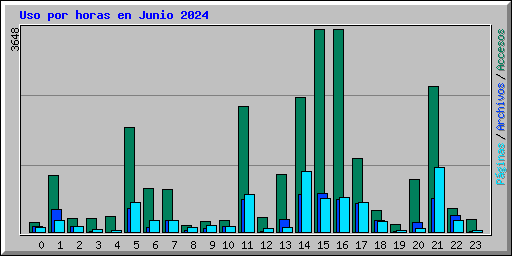 Uso por horas en Junio 2024
3648
Páginas / Archivos / Accesos
0 1 2 3 4 5 6 7 8 9 10 11 12 13 14 15 16 17 18 19 20 21 22 23